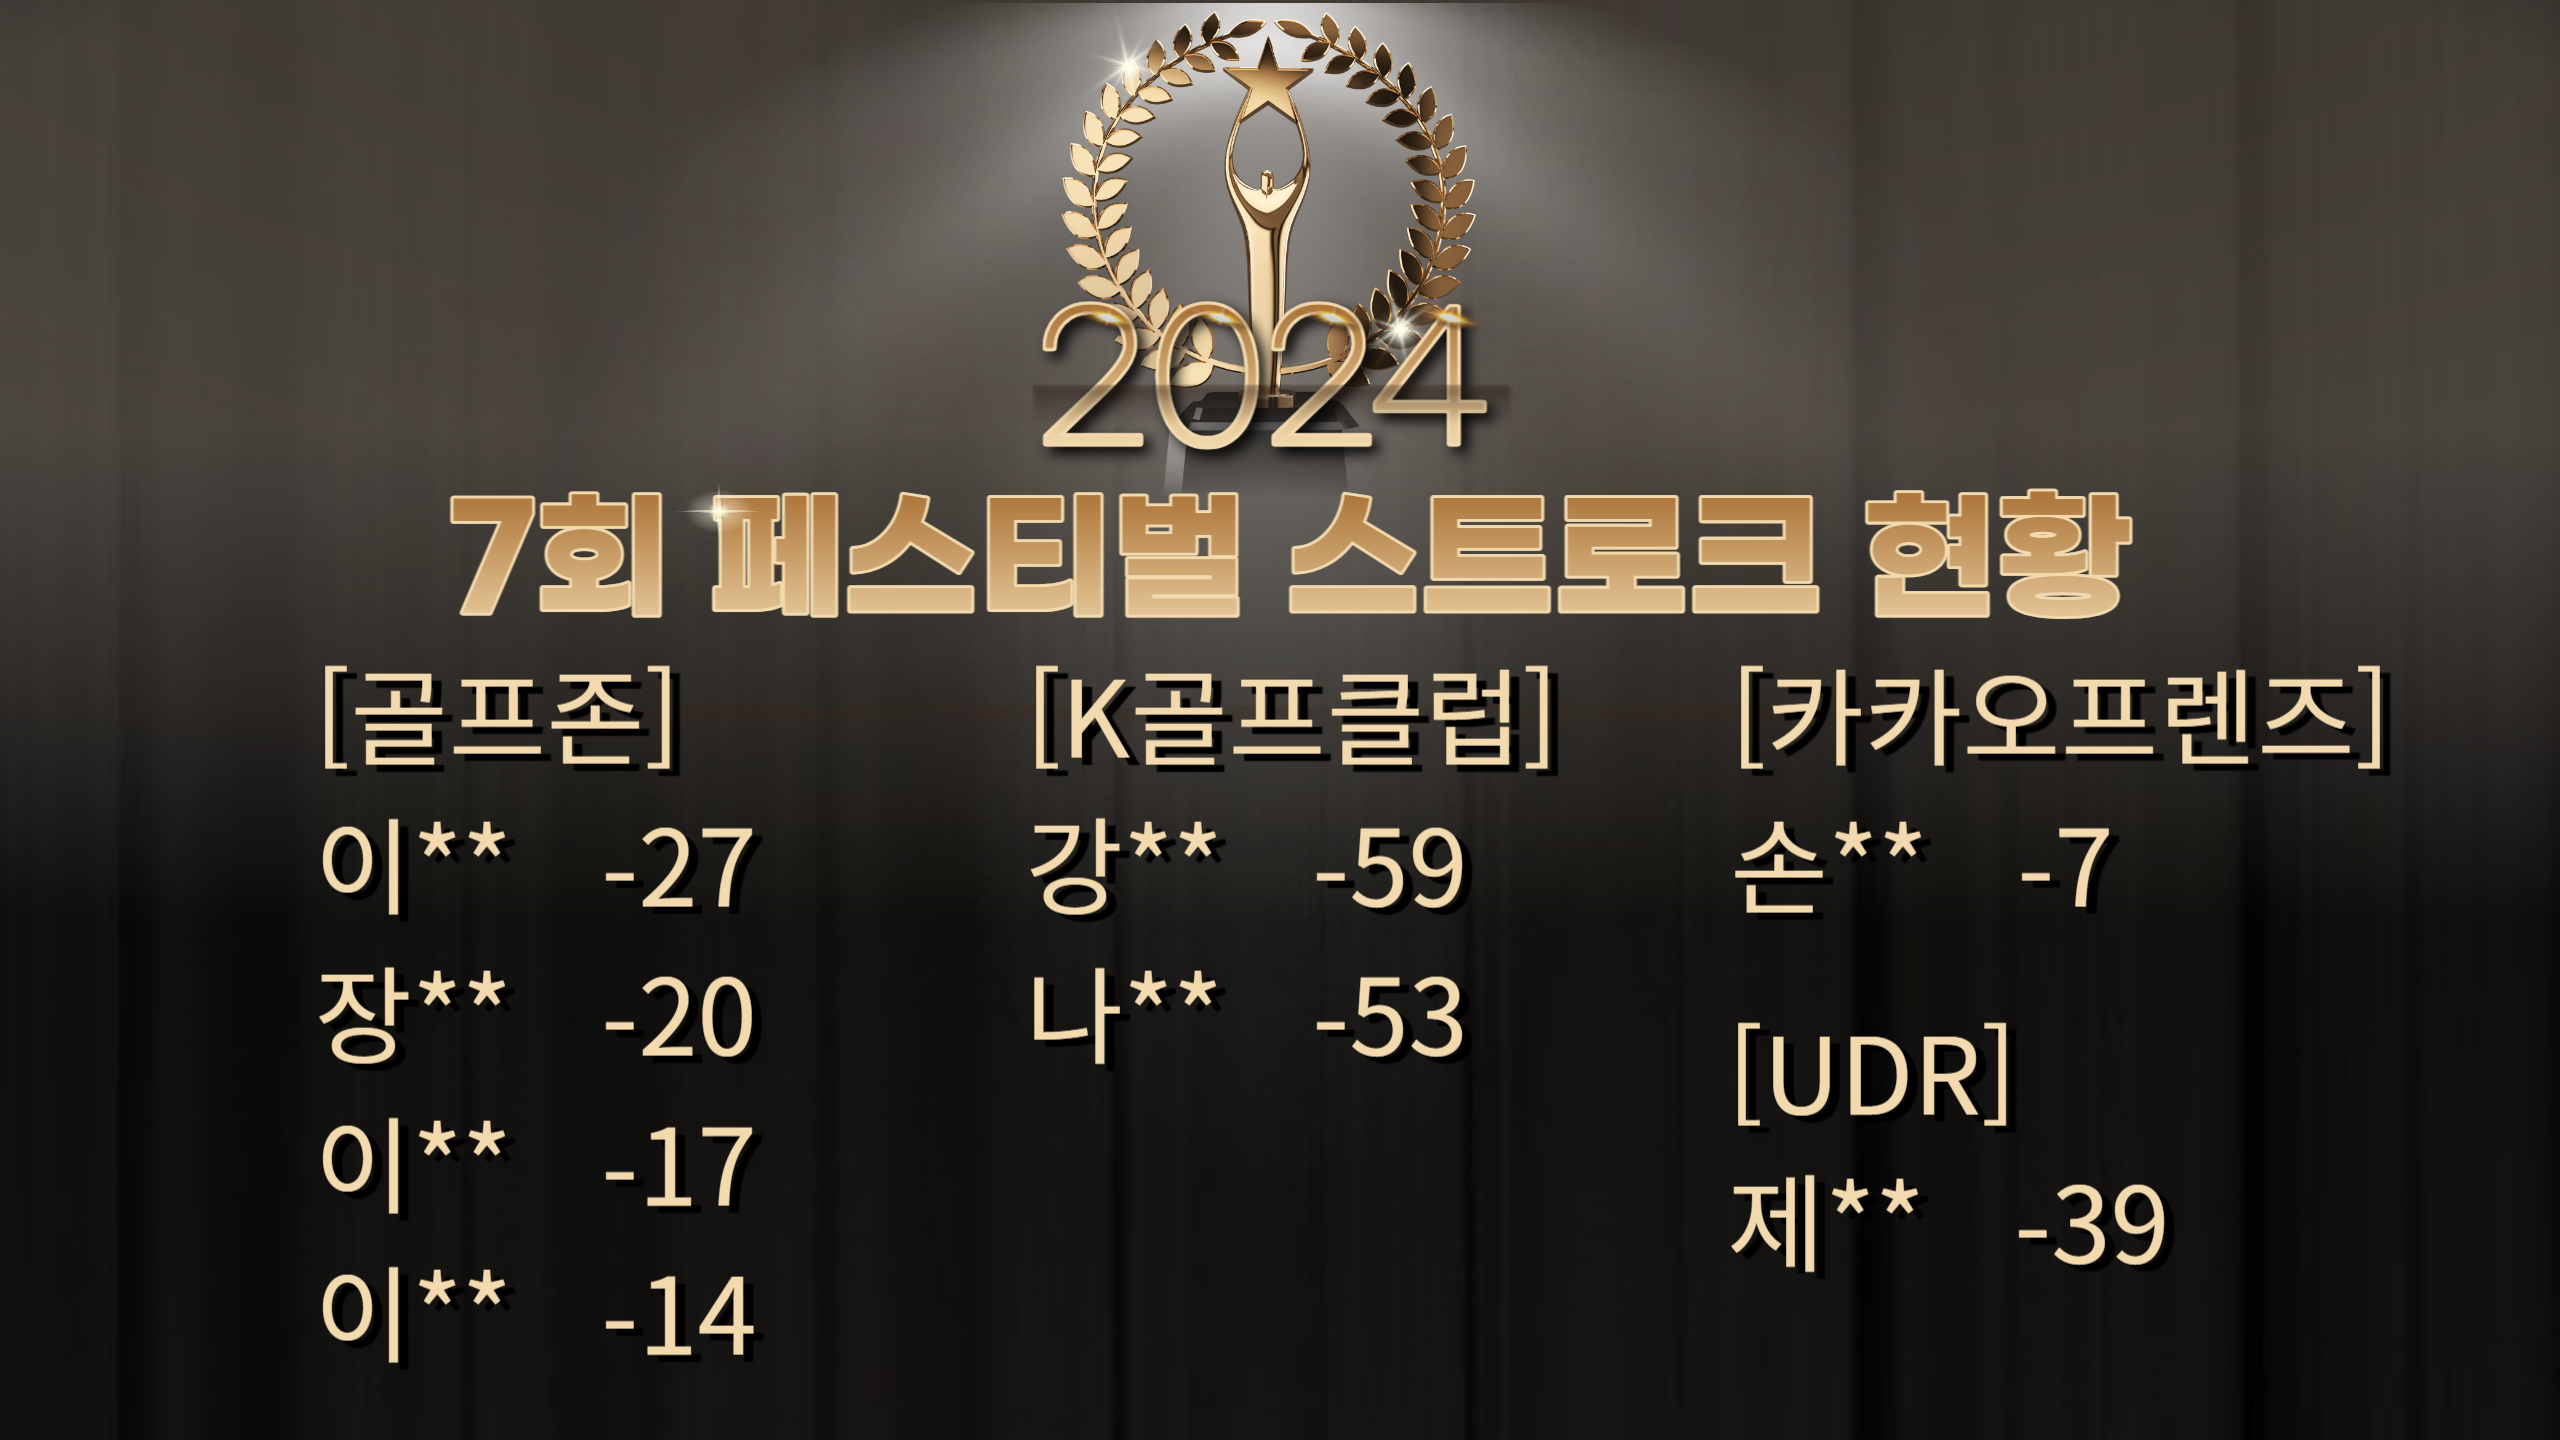 2024
7회 페스티벌 스트로크 현황
[골프존]
이** -27
장** -20
이** -17
이** -14
[K골프클럽]
강** -59
나** -53
[카카오프렌즈]
손** -7
[UDR]
제** -39